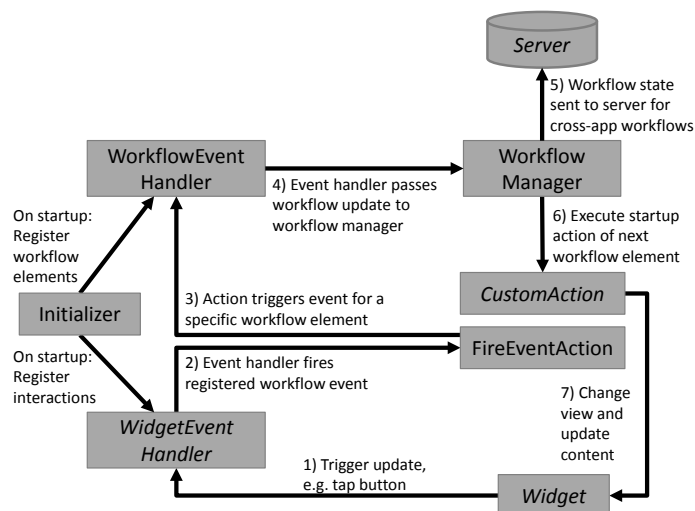 Server
5) Workflow state
sent to server for
cross-app workflows
WorkflowEvent
Handler
Workflow
Manager
4) Event handler passes
workflow update to
workflow manager
On startup:
Register
workflow
elements
6) Execute startup
action of next
workflow element
3) Action triggers event for a
specific workflow element
CustomAction
Initializer
FireEventAction
On startup:
Register
interactions
2) Event handler fires
registered workflow event
7) Change
view and
update
content
WidgetEvent
Handler
1) Trigger update,
e.g. tap button
Widget